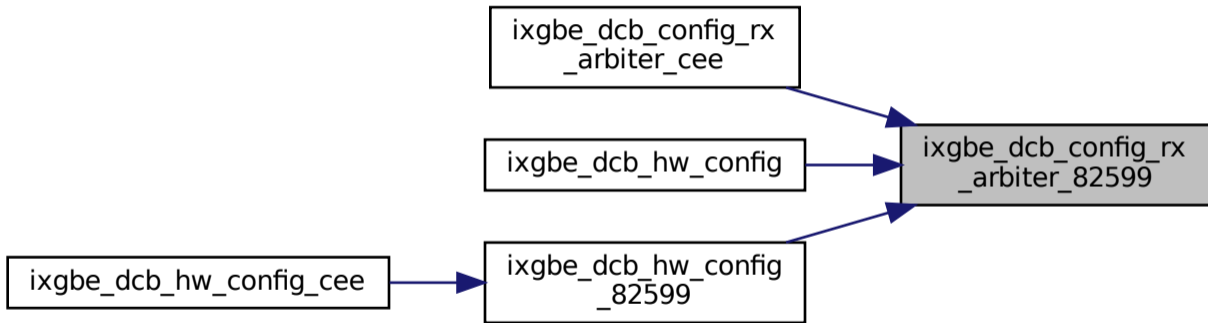 ixgbe_dcb_config_rx
_arbiter_cee
ixgbe_dcb_config_rx
_arbiter_82599
ixgbe_dcb_hw_config
ixgbe_dcb_hw_config
_82599
ixgbe_dcb_hw_config_cee